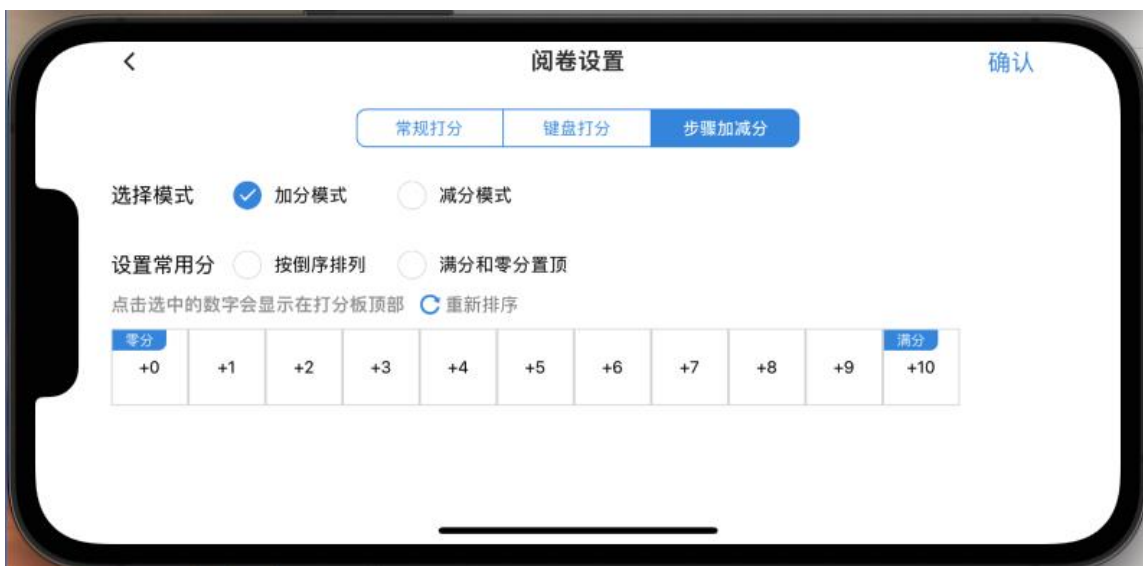 阅卷设置 确认
常规打分 键盘打分 步骤加减分
选择模式 加分模式 减分模式
设置常用分 按倒序排列 满分和零分置顶
点击选中的数字会显示在打分板顶部 重新排序
零分 满分
+0 +1 +2 +3 +4 +5 +6 +7 +8 +9 +10